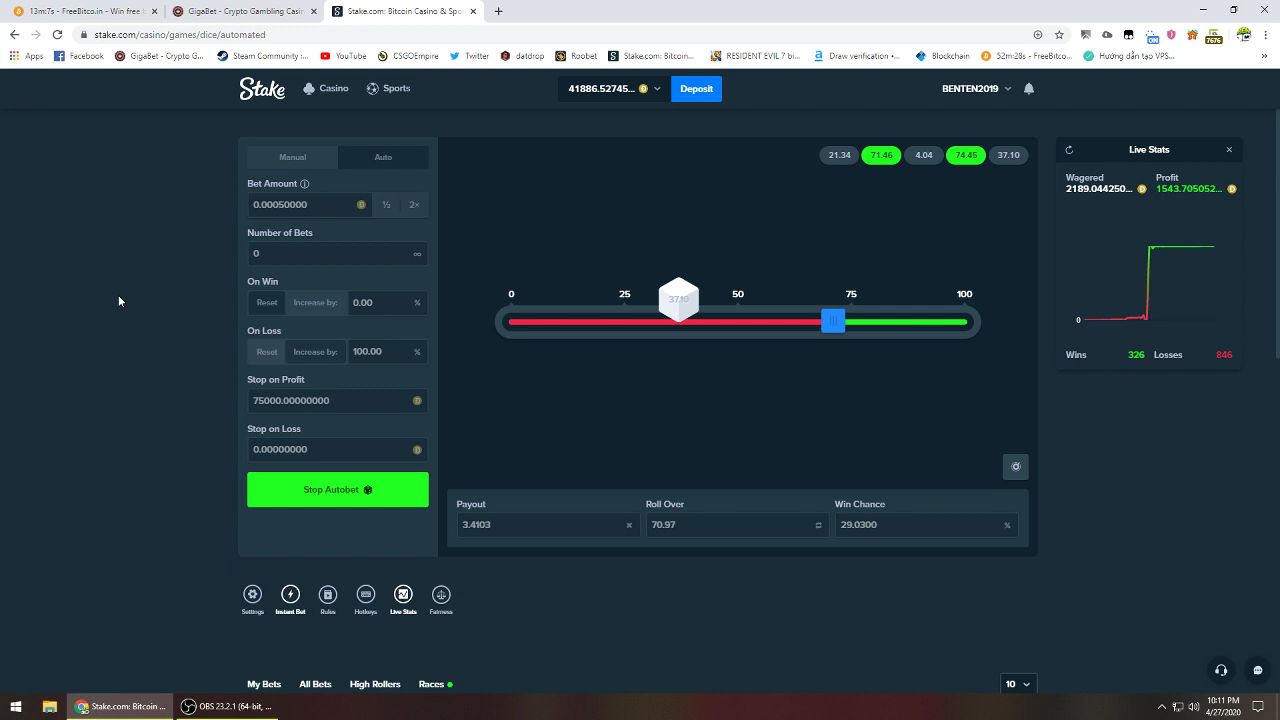 13m:7s - FreeBitcoin - Win free b
GigaBet - Crypto Gambling Casin
Stake.com: Bitcoin Casino & Spo
stake.com/casino/games/dice/automated
Apps
Facebook
GigaBet - Crypto G...
Steam Community :...
YouTube
CSGOEmpire
Twitter
datdrop
Roobet
Stake.com: Bitcoin...
RESIDENT EVIL 7 bi...
Draw verification -...
Blockchain
52m:28s - FreeBitco...
Hướng dẫn tạo VPS...
ON
7676
Stake
Casino
Sports
41886.52745...
Deposit
BENTEN2019
Manual
Auto
Bet Amount
0.00050000
½
2×
Number of Bets
0
∞
On Win
Reset
Increase by:
0.00
%
On Loss
Reset
Increase by:
100.00
%
Stop on Profit
75000.00000000
Stop on Loss
0.00000000
Stop Autobet
21.34
71.46
4.04
74.45
37.10
0
25
50
75
100
37.10
Payout
3.4103
Roll Over
70.97
Win Chance
29.0300
%
Live Stats
Wagered
2189.044250...
Profit
1543.705052...
0
Wins
326
Losses
846
Settings
Instant Bet
Rules
Hotkeys
Live Stats
Fairness
My Bets
All Bets
High Rollers
Races
10
Stake.com: Bitcoin ...
OBS 23.2.1 (64-bit, ...
10:11 PM
4/27/2020